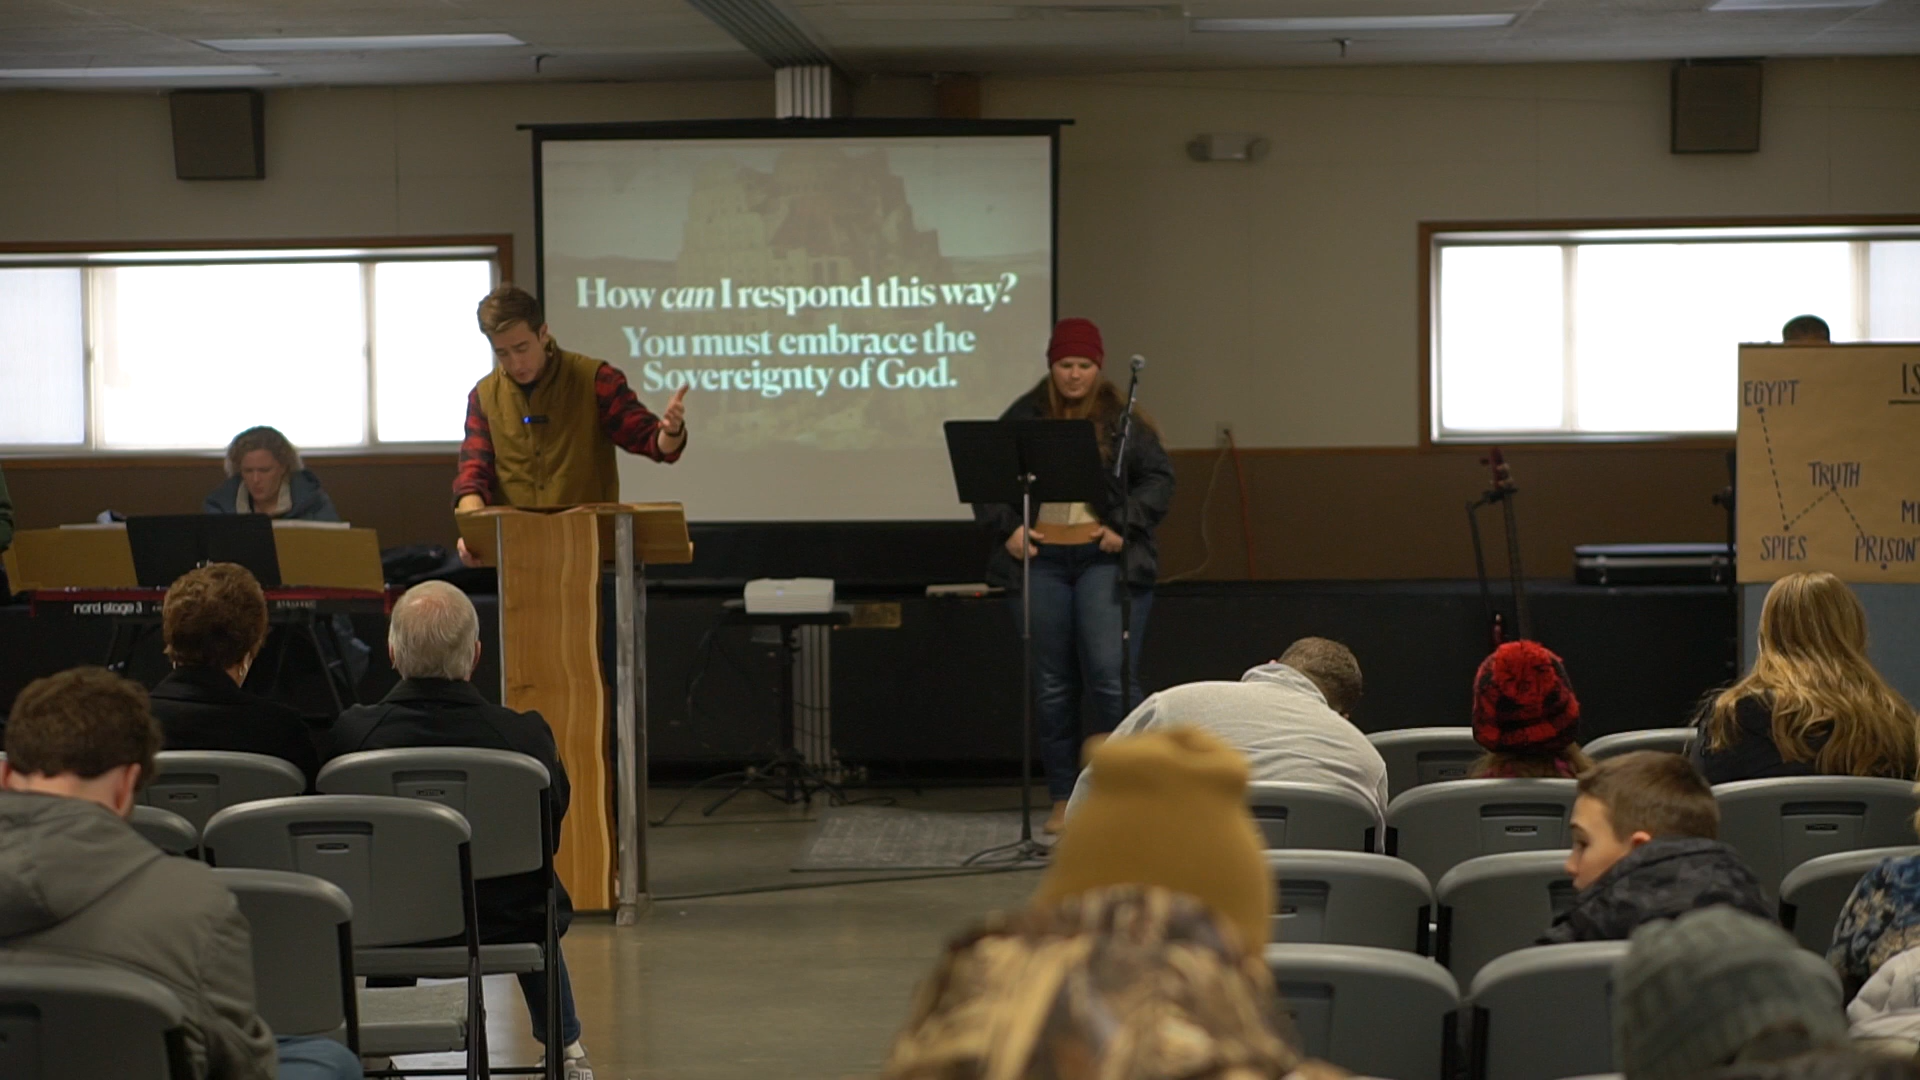 How can I respond this way?
You must embrace the
Sovereignty of God.
EGYPT
IS
TRUTH
SPIES
PRISON
nord stage 3